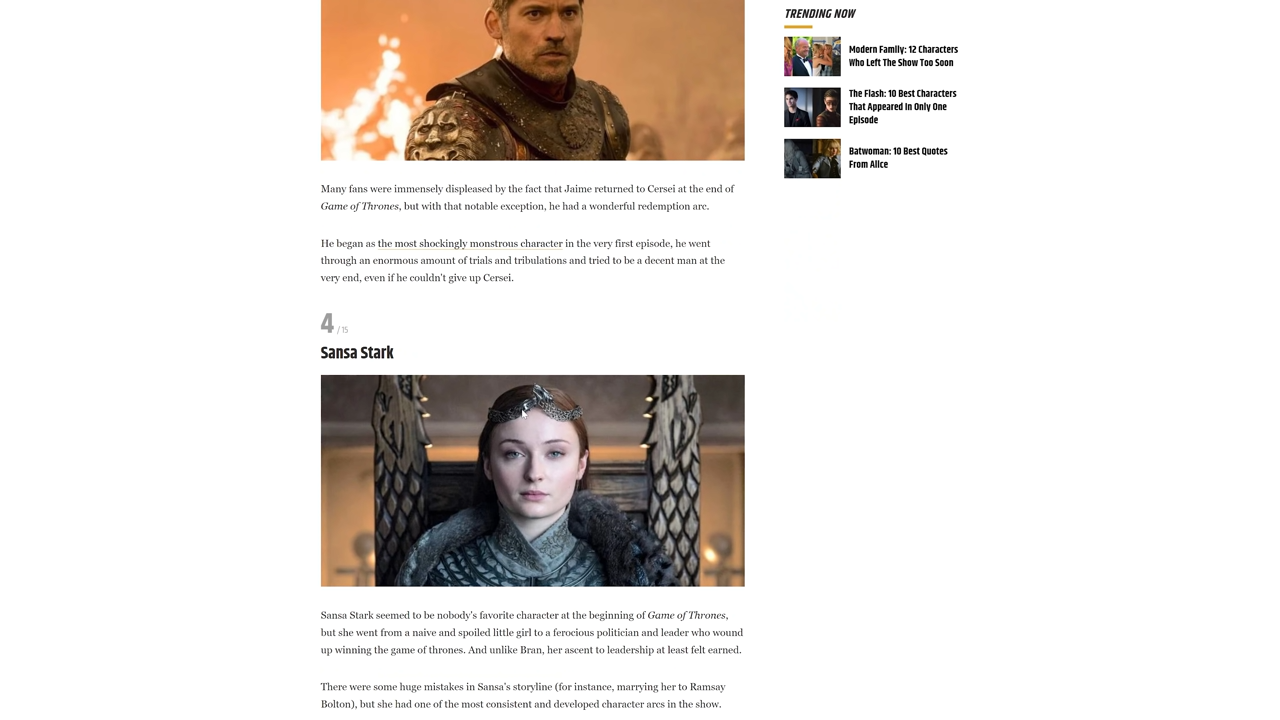 TRENDING NOW
Modern Family: 12 Characters
Who Left The Show Too Soon
The Flash: 10 Best Characters
That Appeared In Only One
Episode
Batwoman: 10 Best Quotes
From Alice
Many fans were immensely displeased by the fact that Jaime returned to Cersei at the end of
Game of Thrones, but with that notable exception, he had a wonderful redemption arc.
He began as the most shockingly monstrous character in the very first episode, he went
through an enormous amount of trials and tribulations and tried to be a decent man at the
very end, even if he couldn't give up Cersei.
4 / 15
Sansa Stark
Sansa Stark seemed to be nobody's favorite character at the beginning of Game of Thrones,
but she went from a naive and spoiled little girl to a ferocious politician and leader who wound
up winning the game of thrones. And unlike Bran, her ascent to leadership at least felt earned.
There were some huge mistakes in Sansa's storyline (for instance, marrying her to Ramsay
Bolton), but she had one of the most consistent and developed character arcs in the show.